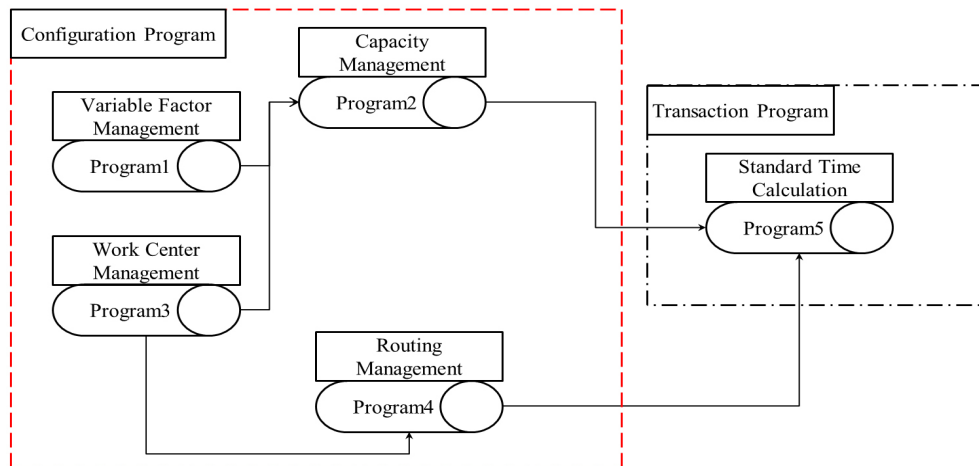 Configuration Program
Capacity
Management
Program2
Variable Factor
Management
Program1
Transaction Program
Standard Time
Calculation
Program5
Work Center
Management
Program3
Routing
Management
Program4